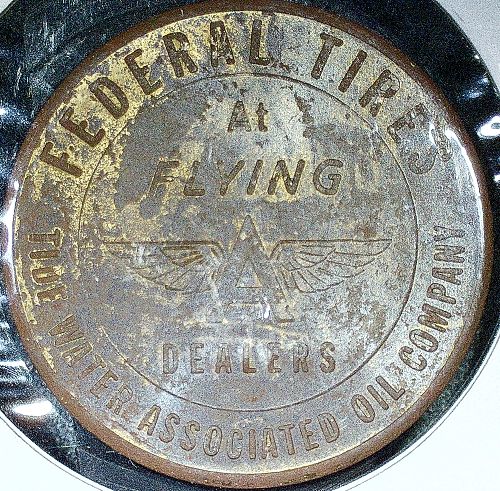 FEDERAL TIRES
At
FLYING
A
DEALERS
TIDE WATER ASSOCIATED OIL COMPANY